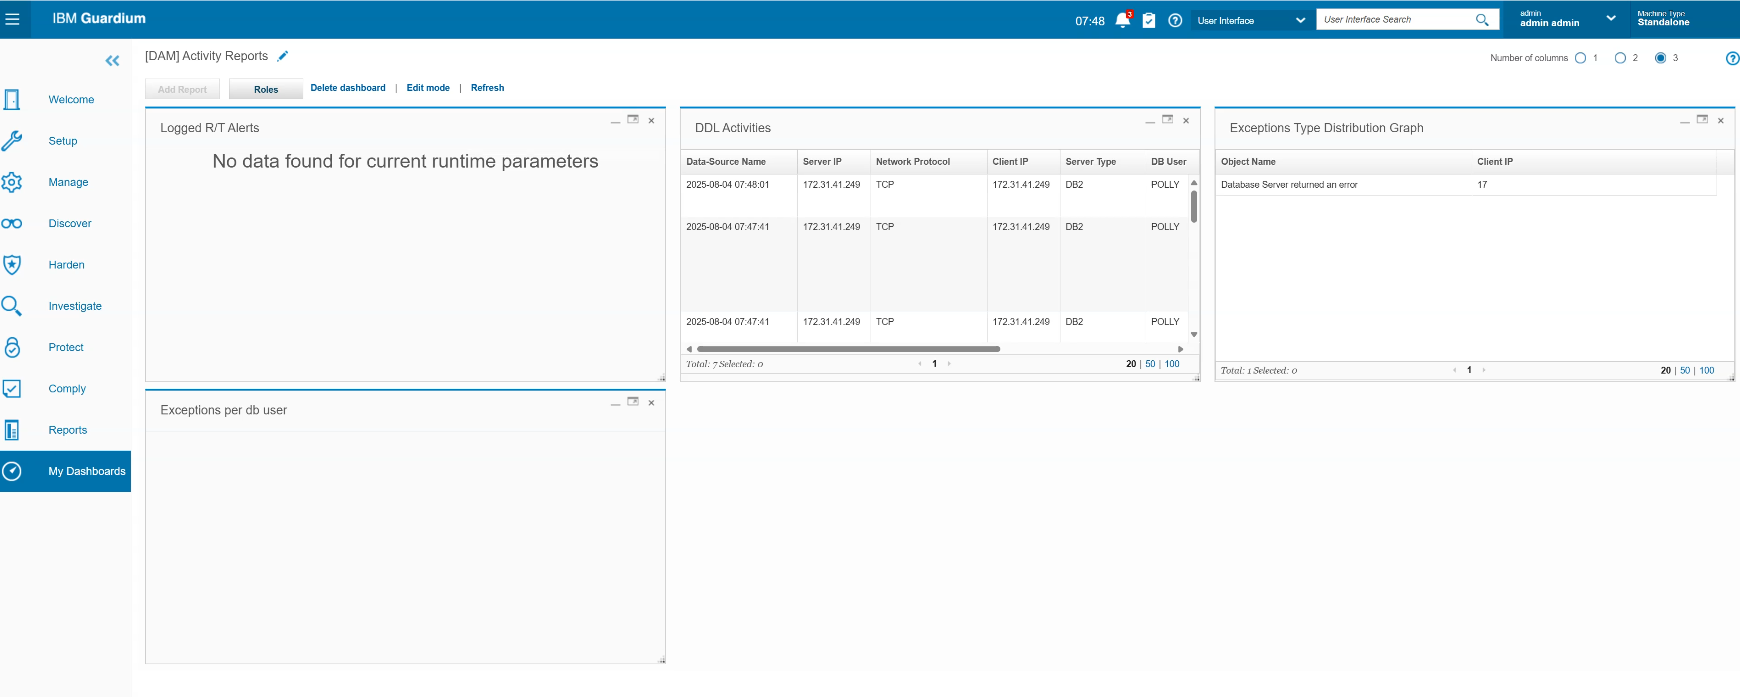 IBM Guardium
07:48
3
User Interface
User Interface Search
admin
admin admin
Machine Type
Standalone
[DAM] Activity Reports
Number of columns 1 2 3
Add Report
Roles
Delete dashboard | Edit mode | Refresh
Welcome
Setup
Manage
Discover
Harden
Investigate
Protect
Comply
Reports
My Dashboards
Logged R/T Alerts
No data found for current runtime parameters
DDL Activities
Data-Source Name Server IP Network Protocol Client IP Server Type DB User
2025-08-04 07:48:01 172.31.41.249 TCP 172.31.41.249 DB2 POLLY
2025-08-04 07:47:41 172.31.41.249 TCP 172.31.41.249 DB2 POLLY
2025-08-04 07:47:41 172.31.41.249 TCP 172.31.41.249 DB2 POLLY
Total: 7 Selected: 0 1 20 | 50 | 100
Exceptions Type Distribution Graph
Object Name Client IP
Database Server returned an error 17
Total: 1 Selected: 0 1 20 | 50 | 100
Exceptions per db user